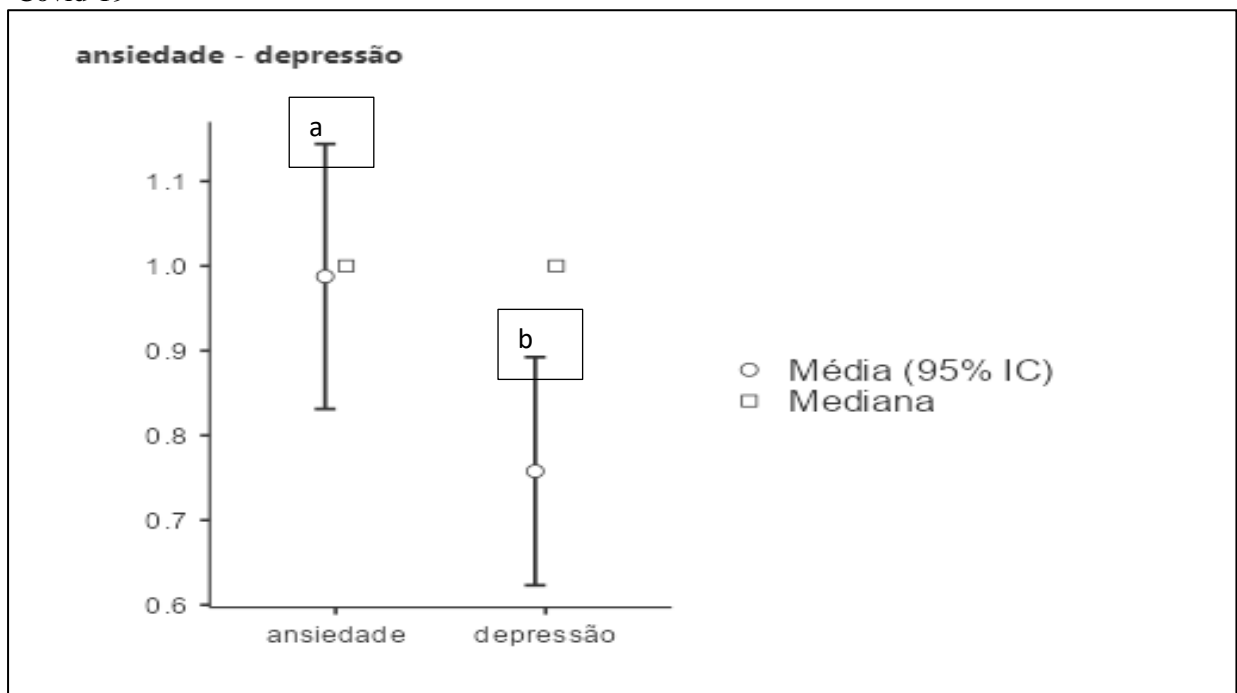 ansiedade - depressão
a
1.1
1.0
0.9
b
0.8
0.7
0.6
ansiedade depressão
Média (95% IC)
Mediana